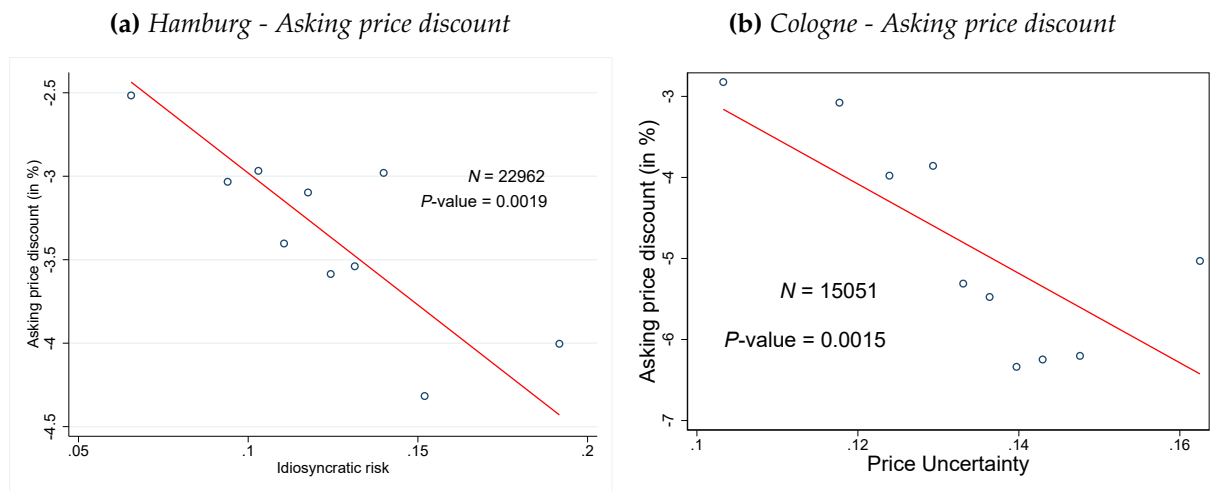 (a) Hamburg - Asking price discount
Asking price discount (in %)
-2.5
-3
-3.5
-4
-4.5
N = 22962
P-value = 0.0019
.05
.1
.15
.2
Idiosyncratic risk
(b) Cologne - Asking price discount
Asking price discount (in %)
-3
-4
-5
-6
-7
N = 15051
P-value = 0.0015
.1
.12
.14
.16
Price Uncertainty